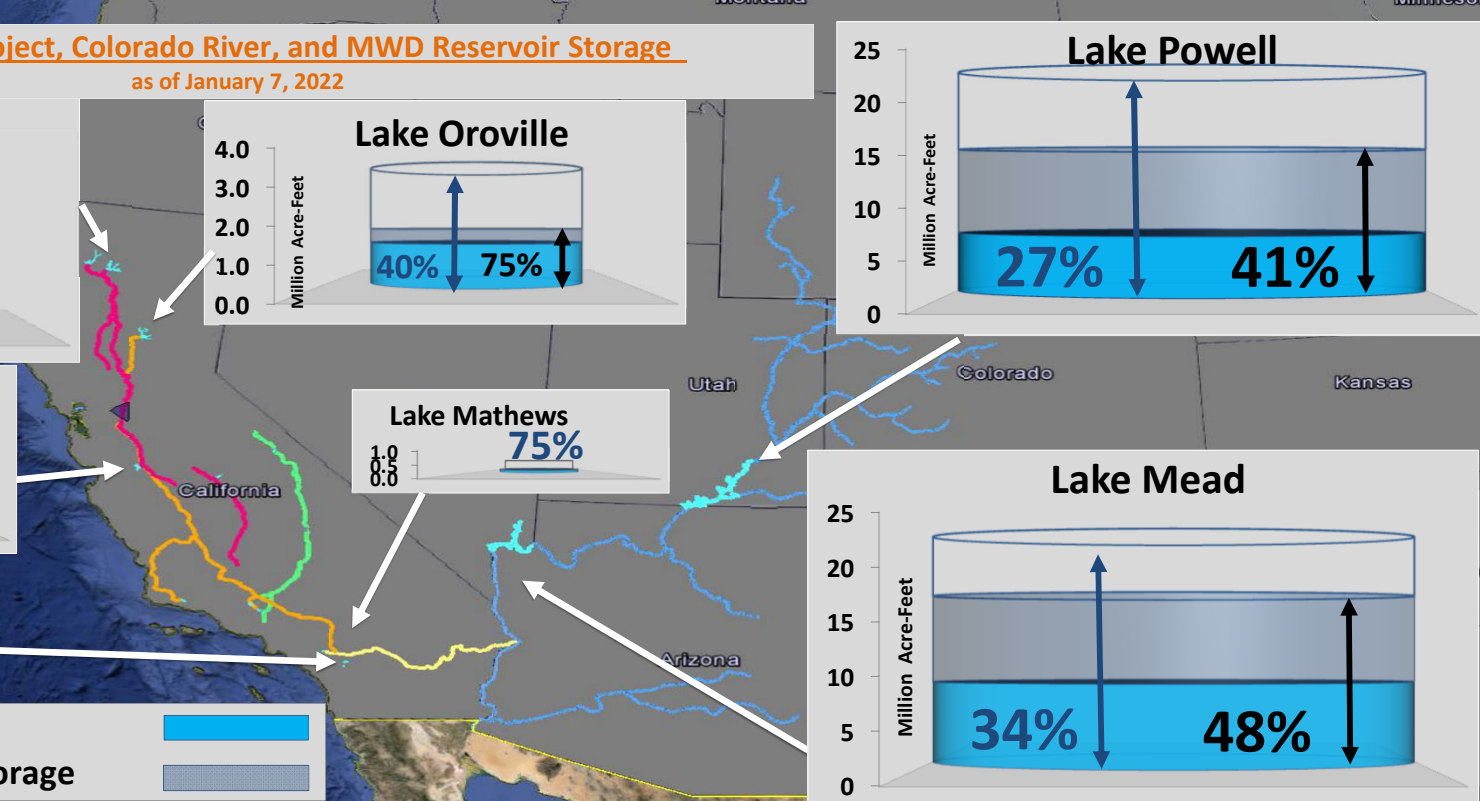 Montana
Minnesota
oject, Colorado River, and MWD Reservoir Storage
as of January 7, 2022
Lake Oroville
4.0
3.0
2.0
1.0
0.0
Million Acre-Feet
40%
75%
Lake Powell
25
20
15
10
5
0
Million Acre-Feet
27%
41%
Utah
Colorado
Kansas
Lake Mathews
75%
1.0
0.5
0.0
California
Lake Mead
25
20
15
10
5
0
Million Acre-Feet
34%
48%
Arizona
orage